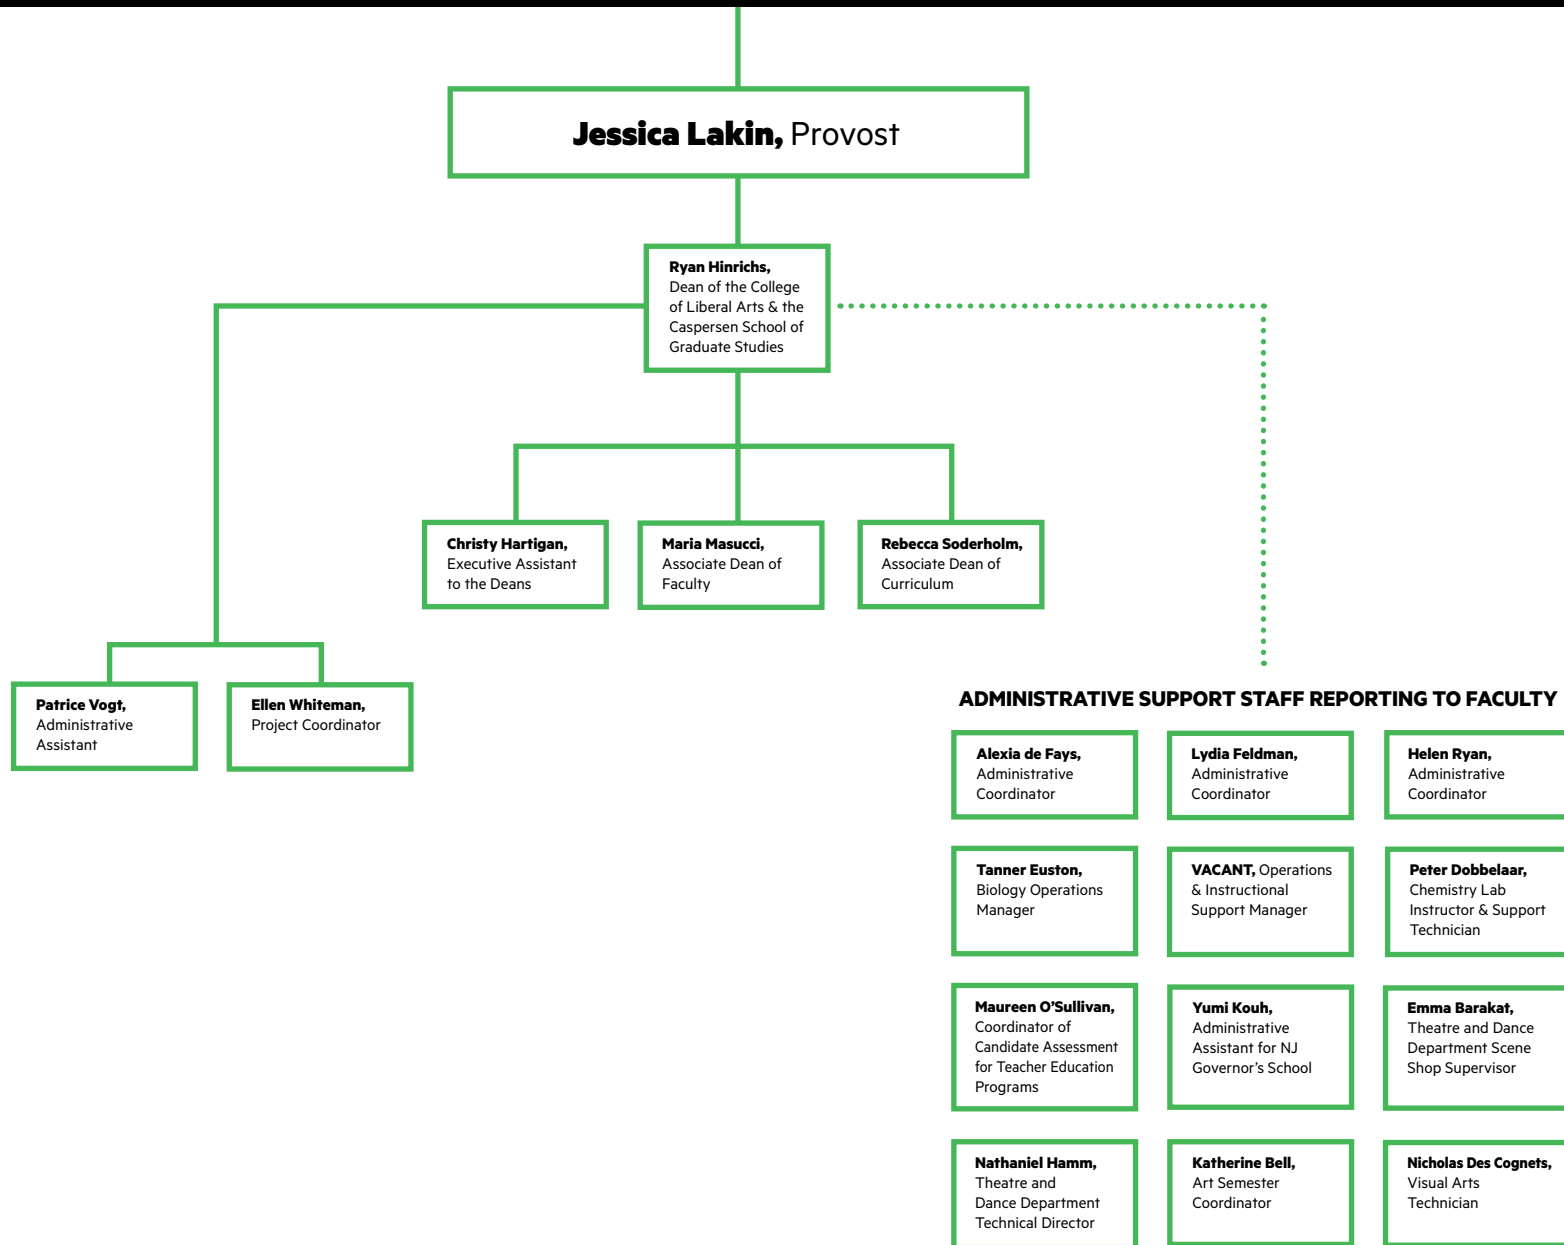 Jessica Lakin, Provost
Ryan Hinrichs,
Dean of the College
of Liberal Arts & the
Caspersen School of
Graduate Studies
Christy Hartigan,
Executive Assistant
to the Deans
Maria Masucci,
Associate Dean of
Faculty
Rebecca Soderholm,
Associate Dean of
Curriculum
Patrice Vogt,
Administrative
Assistant
Ellen Whiteman,
Project Coordinator
ADMINISTRATIVE SUPPORT STAFF REPORTING TO FACULTY
Alexia de Fays,
Administrative
Coordinator
Lydia Feldman,
Administrative
Coordinator
Helen Ryan,
Administrative
Coordinator
Tanner Euston,
Biology Operations
Manager
VACANT, Operations
& Instructional
Support Manager
Peter Dobbelaar,
Chemistry Lab
Instructor & Support
Technician
Maureen O’Sullivan,
Coordinator of
Candidate Assessment
for Teacher Education
Programs
Yumi Kouh,
Administrative
Assistant for NJ
Governor’s School
Emma Barakat,
Theatre and Dance
Department Scene
Shop Supervisor
Nathaniel Hamm,
Theatre and
Dance Department
Technical Director
Katherine Bell,
Art Semester
Coordinator
Nicholas Des Cognets,
Visual Arts
Technician